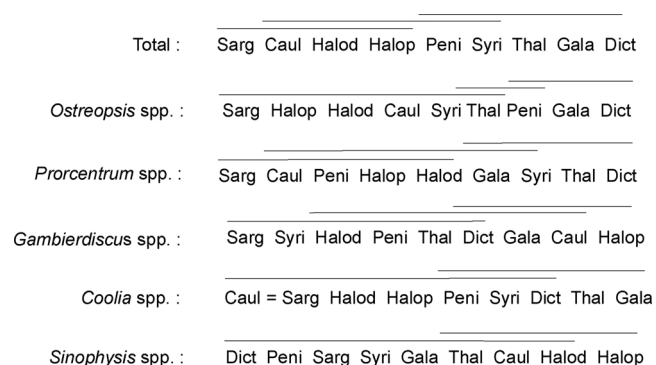 Total : Sarg Caul Halod Halop Peni Syri Thal Gala Dict
Ostreopsis spp. : Sarg Halop Halod Caul Syri Thal Peni Gala Dict
Prorcentrum spp. : Sarg Caul Peni Halop Halod Gala Syri Thal Dict
Gambierdiscus spp. : Sarg Syri Halod Peni Thal Dict Gala Caul Halop
Coolia spp. : Caul = Sarg Halod Halop Peni Syri Dict Thal Gala
Sinophysis spp. : Dict Peni Sarg Syri Gala Thal Caul Halod Halop